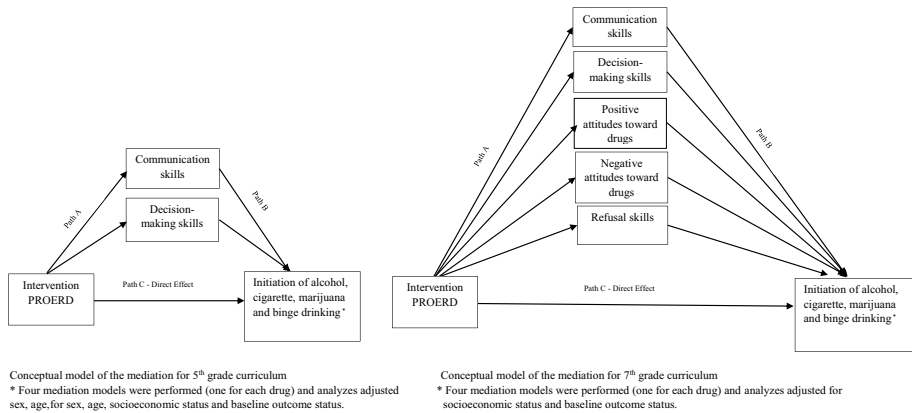 Communication
skills
Decision-
making skills
Path A
Path B
Intervention
PROERD
Path C - Direct Effect
Initiation of alcohol,
cigarette, marijuana
and binge drinking*
Conceptual model of the mediation for 5th grade curriculum
* Four mediation models were performed (one for each drug) and analyzes adjusted
sex, age,for sex, age, socioeconomic status and baseline outcome status.
Communication
skills
Decision-
making skills
Positive
attitudes toward
drugs
Negative
attitudes toward
drugs
Refusal skills
Path A
Path B
Intervention
PROERD
Path C - Direct Effect
Initiation of alcohol,
cigarette, marijuana
and binge drinking*
Conceptual model of the mediation for 7th grade curriculum
* Four mediation models were performed (one for each drug) and analyzes adjusted for
socioeconomic status and baseline outcome status.